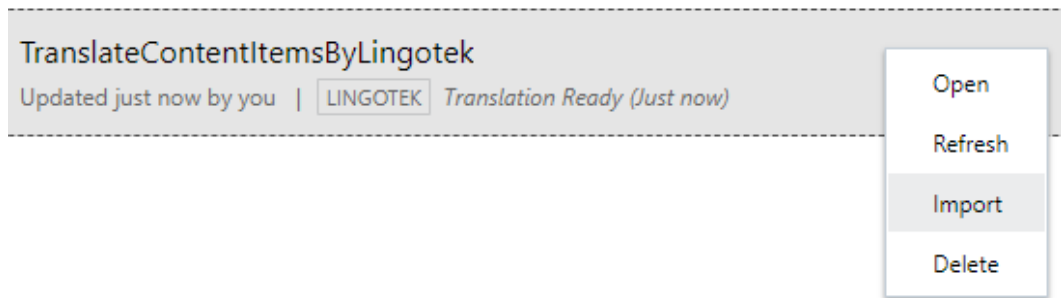 TranslateContentItemsByLingotek
Updated just now by you | LINGOTEK Translation Ready (Just now)
Open
Refresh
Import
Delete